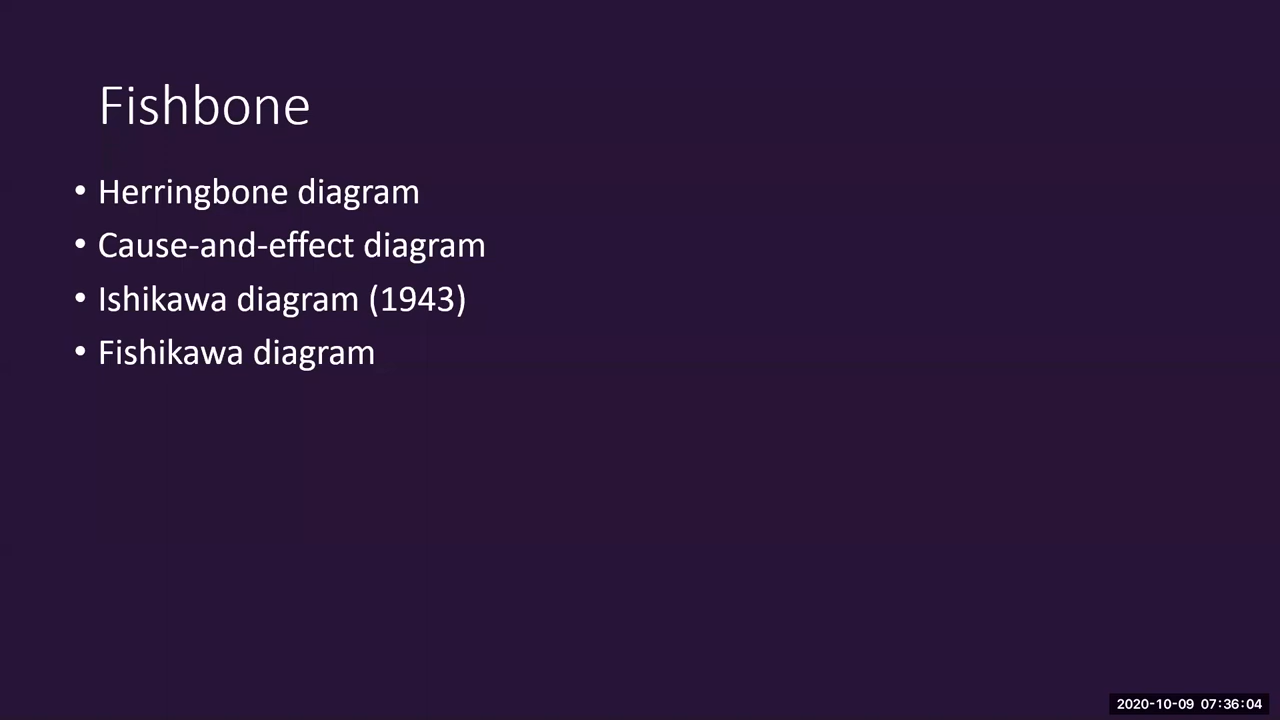 Fishbone
• Herringbone diagram
• Cause-and-effect diagram
• Ishikawa diagram (1943)
• Fishikawa diagram
2020-10-09 07:36:04